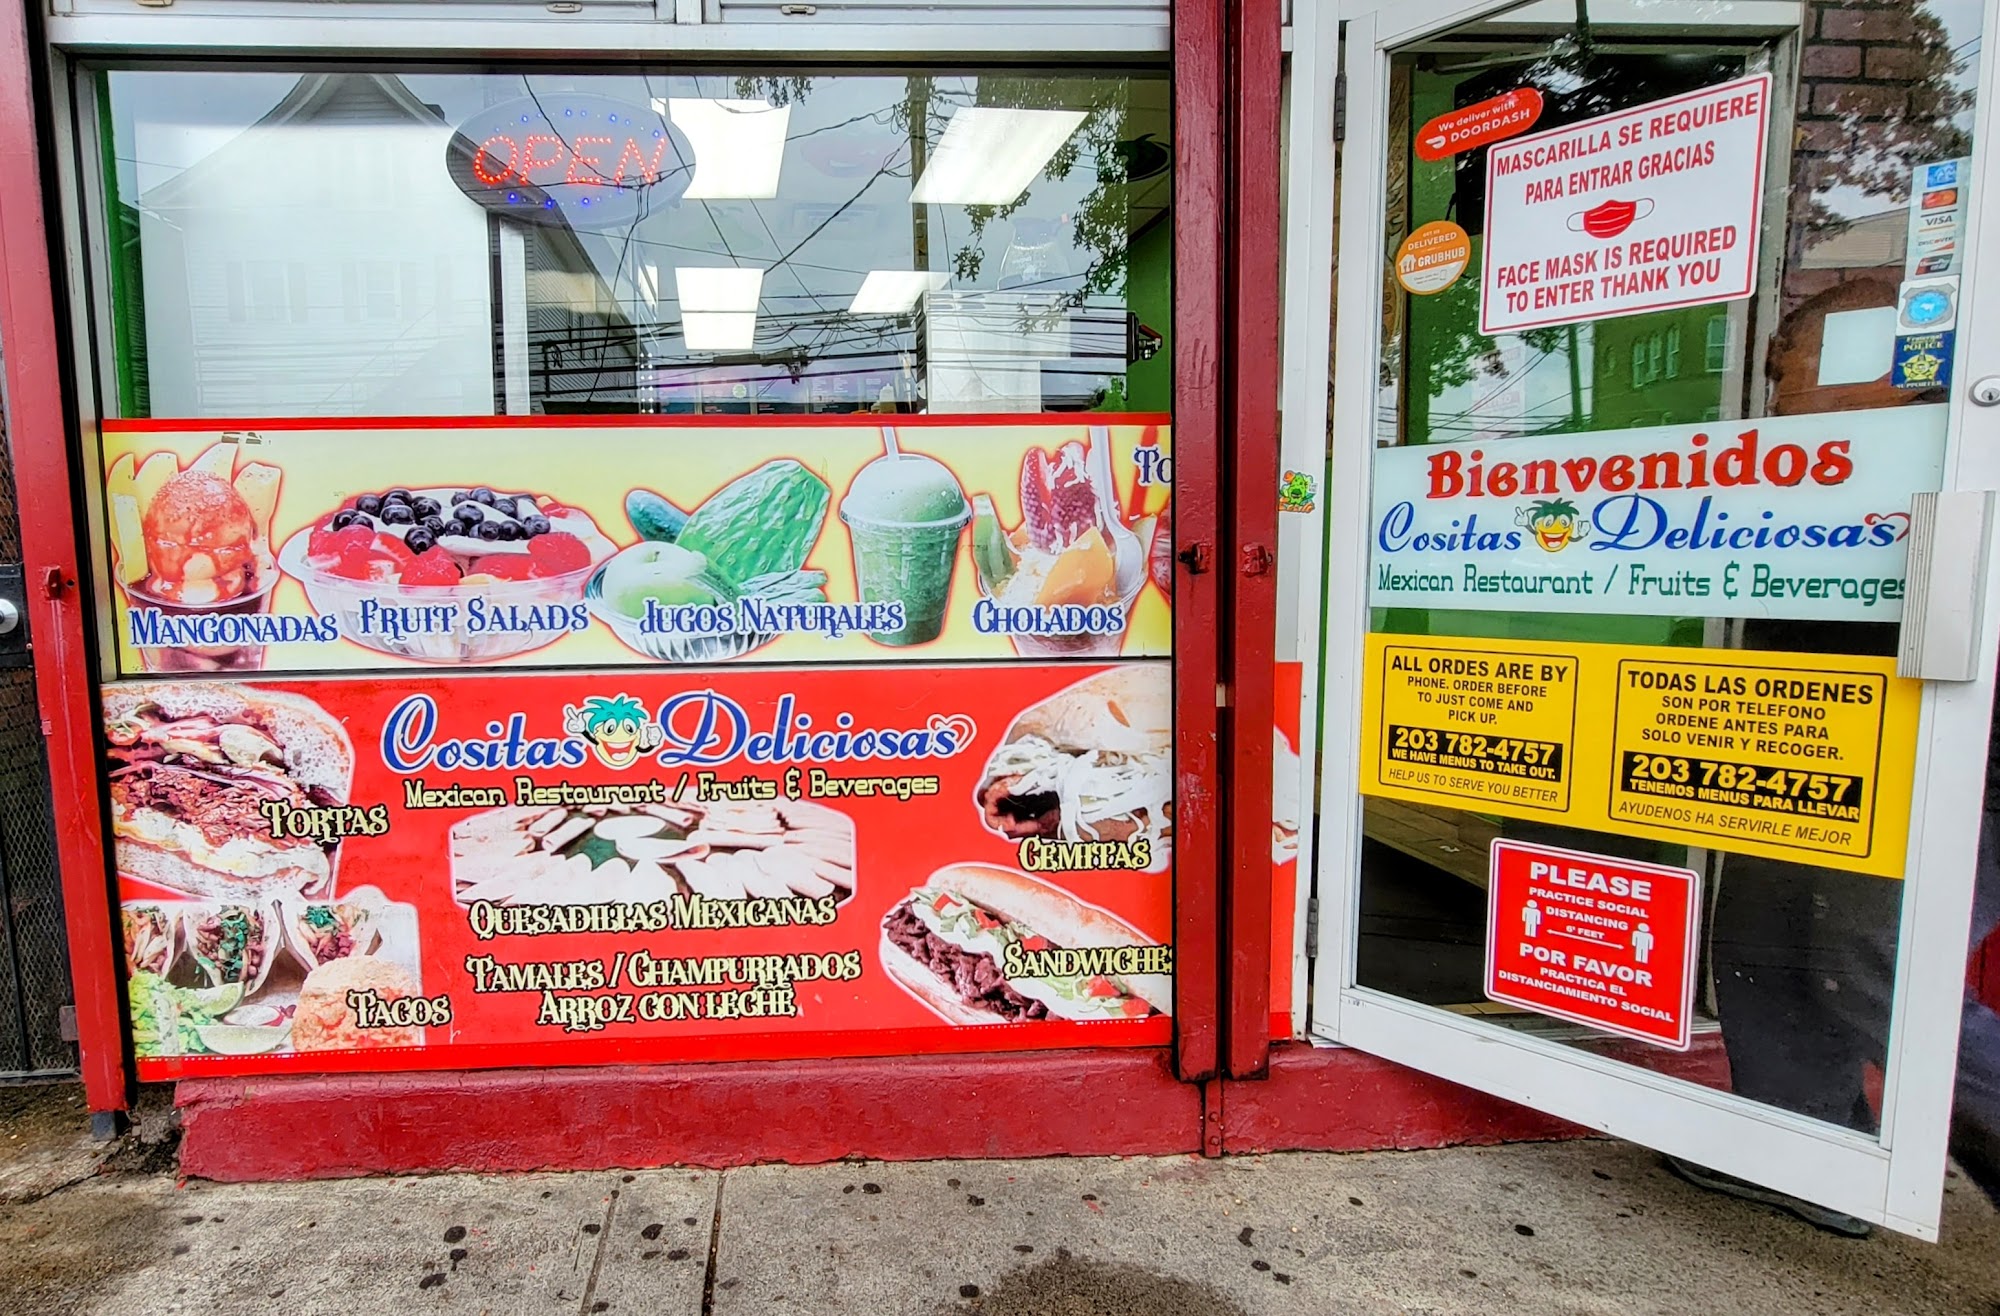 OPEN
MANGONADAS
FRUIT SALADS
JUGOS NATURALES
CHOLADOS
Cositas Deliciosas
Mexican Restaurant / Fruits & Beverages
TORTAS
CEMITAS
QUESADILLAS MEXICANAS
TAMALES / CHAMPURRADOS
ARROZ CON LECHE
SANDWICHES
TACOS
We deliver with
DOORDASH
MASCARILLA SE REQUIERE
PARA ENTRAR GRACIAS
FACE MASK IS REQUIRED
TO ENTER THANK YOU
GET US
DELIVERED
GRUBHUB
VISA
DISCOVER
POLICE
SUPPORTER
Bienvenidos
Cositas Deliciosas
Mexican Restaurant / Fruits & Beverages
ALL ORDES ARE BY
PHONE. ORDER BEFORE
TO JUST COME AND
PICK UP.
203 782-4757
WE HAVE MENUS TO TAKE OUT.
HELP US TO SERVE YOU BETTER
TODAS LAS ORDENES
SON POR TELEFONO
ORDENE ANTES PARA
SOLO VENIR Y RECOGER.
203 782-4757
TENEMOS MENUS PARA LLEVAR
AYUDENOS HA SERVIRLE MEJOR
PLEASE
PRACTICE SOCIAL
DISTANCING
6' FEET
POR FAVOR
PRACTICA EL
DISTANCIAMIENTO SOCIAL